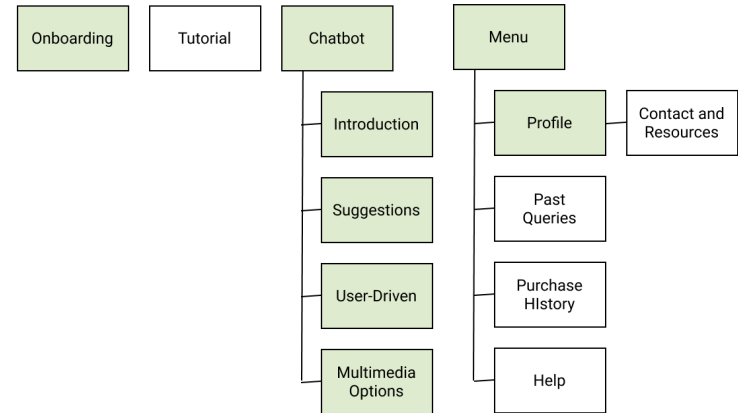 Onboarding
Tutorial
Chatbot
Menu
Introduction
Suggestions
User-Driven
Multimedia
Options
Profile
Contact and
Resources
Past
Queries
Purchase
HIstory
Help